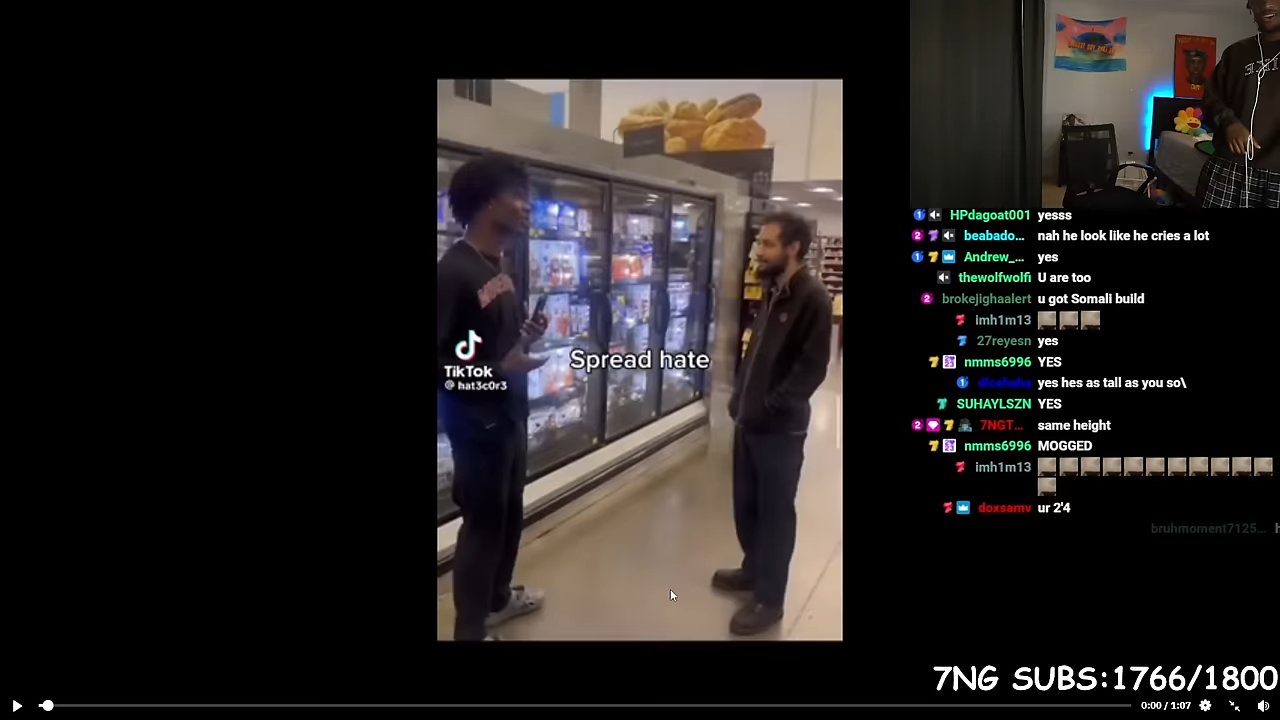 Spread hate
TikTok
@ hat3c0r3
HPdagoat001 yesss
beabado... nah he look like he cries a lot
Andrew_... yes
thewolfwolfi U are too
brokejighaalert u got Somali build
imh1m13
27reyesn yes
nmms6996 YES
yes hes as tall as you so\
SUHAYLSZN YES
7NGT... same height
nmms6996 MOGGED
imh1m13
doxsamv ur 2'4
bruhmoment7125... h
7NG SUBS:1766/1800
0:00 / 1:07